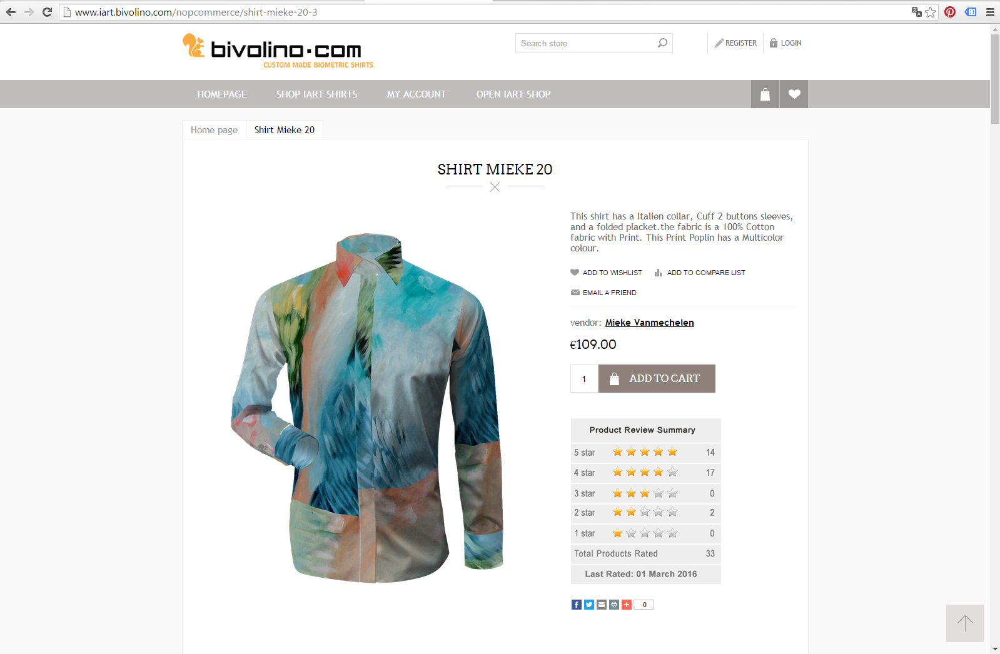 www.iart.bivolino.com/nopcommerce/shirt-mieke-20-3
bivolino.com
CUSTOM MADE BIOMETRIC SHIRTS
Search store
REGISTER
LOGIN
HOMEPAGE
SHOP IART SHIRTS
MY ACCOUNT
OPEN IART SHOP
Home page
Shirt Mieke 20
SHIRT MIEKE 20
This shirt has a Italien collar, Cuff 2 buttons sleeves,
and a folded placket.the fabric is a 100% Cotton
fabric with Print. This Print Poplin has a Multicolor
colour.
ADD TO WISHLIST
ADD TO COMPARE LIST
EMAIL A FRIEND
vendor: Mieke Vanmechelen
€109.00
1
ADD TO CART
Product Review Summary
5 star 14
4 star 17
3 star 0
2 star 2
1 star 0
Total Products Rated 33
Last Rated: 01 March 2016
0